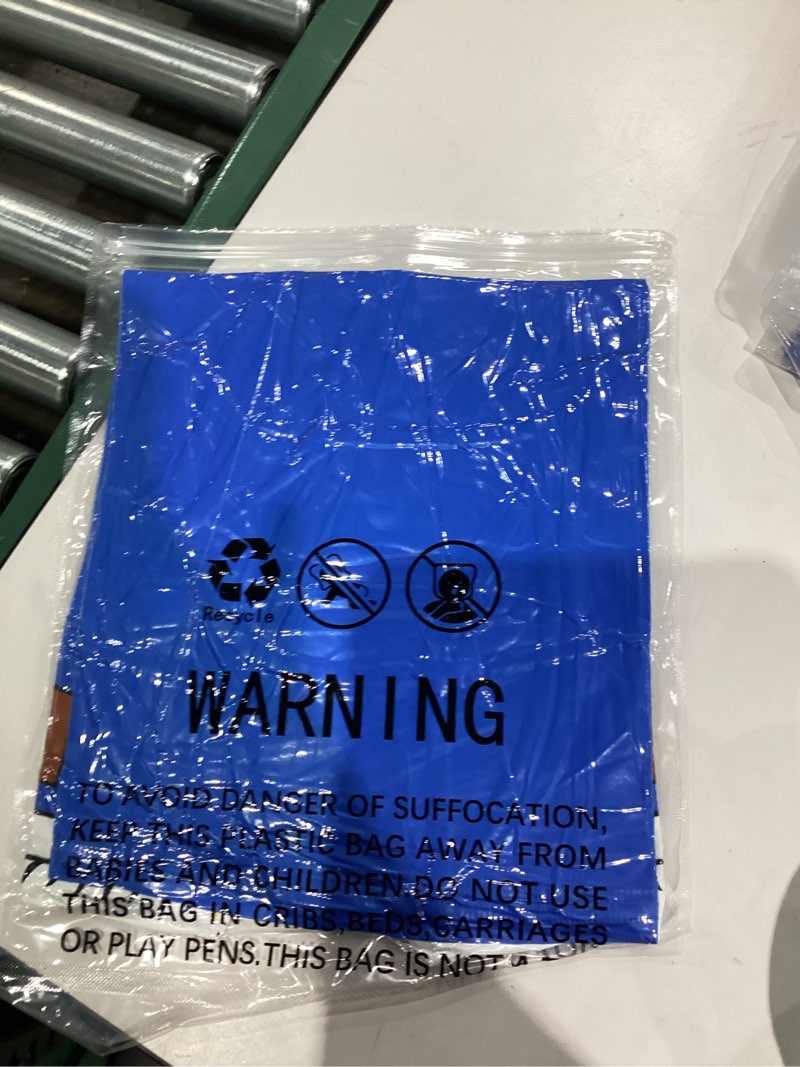 Recycle
WARNING
TO AVOID DANGER OF SUFFOCATION,
KEEP THIS PLASTIC BAG AWAY FROM
BABIES AND CHILDREN.DO NOT USE
THIS BAG IN CRIBS,BEDS,CARRIAGES
OR PLAY PENS.THIS BAG IS NOT A